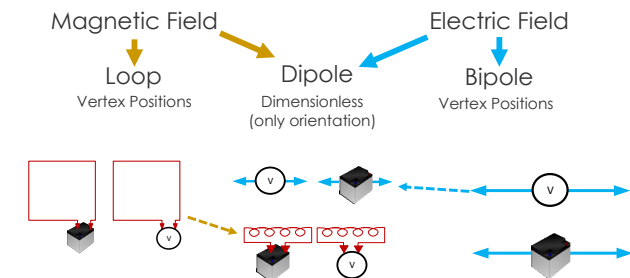 Magnetic Field
Electric Field
Loop
Dipole
Bipole
Vertex Positions
Dimensionless
(only orientation)
Vertex Positions
V
V
V
V